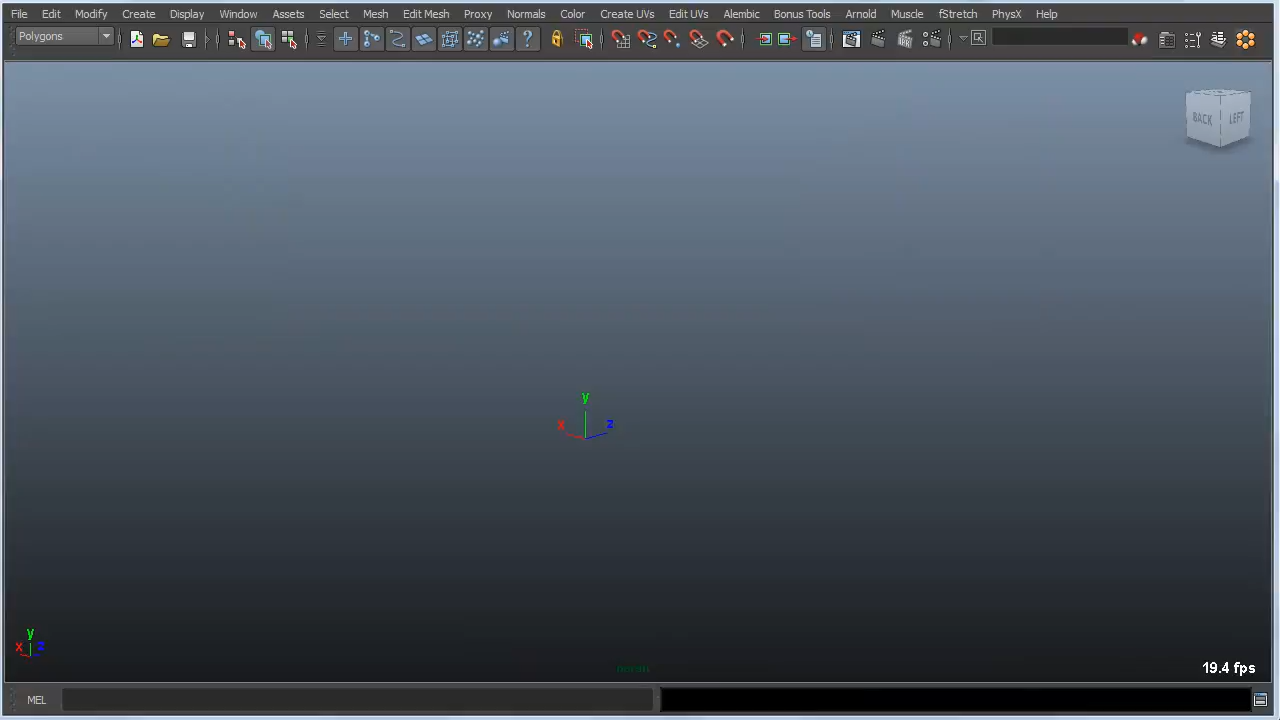 File Edit Modify Create Display Window Assets Select Mesh Edit Mesh Proxy Normals Color Create UVs Edit UVs Alembic Bonus Tools Arnold Muscle fStretch PhysX Help
Polygons
BACK LEFT
y
x z
y
x z
persp
19.4 fps
MEL